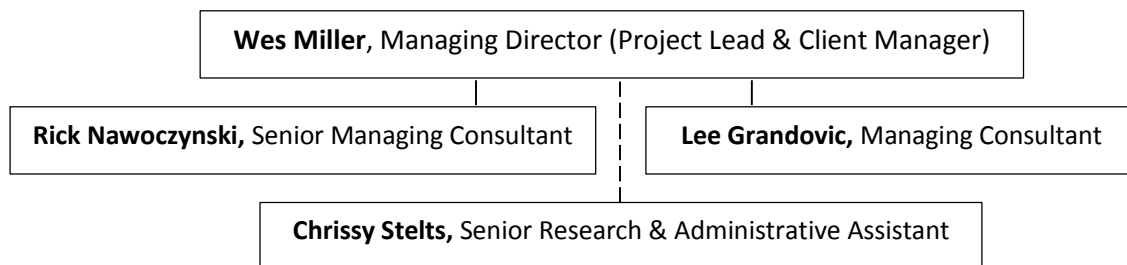 Wes Miller, Managing Director (Project Lead & Client Manager)
Rick Nawoczynski, Senior Managing Consultant
Lee Grandovic, Managing Consultant
Chrissy Stelts, Senior Research & Administrative Assistant